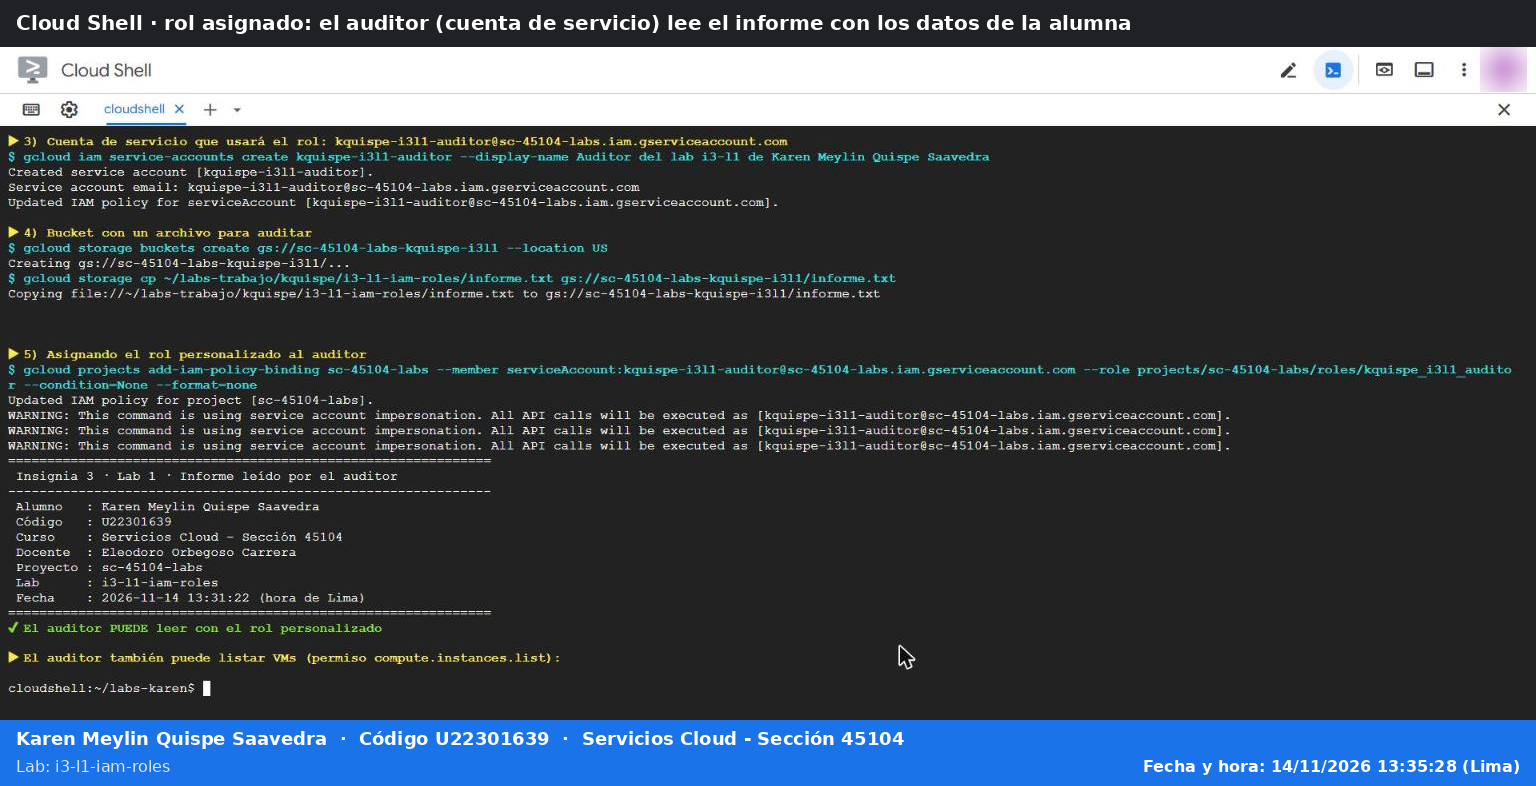 Cloud Shell · rol asignado: el auditor (cuenta de servicio) lee el informe con los datos de la alumna
Cloud Shell
cloudshell
▶ 3) Cuenta de servicio que usará el rol: kquispe-i3l1-auditor@sc-45104-labs.iam.gserviceaccount.com
$ gcloud iam service-accounts create kquispe-i3l1-auditor --display-name Auditor del lab i3-l1 de Karen Meylin Quispe Saavedra
Created service account [kquispe-i3l1-auditor].
Service account email: kquispe-i3l1-auditor@sc-45104-labs.iam.gserviceaccount.com
Updated IAM policy for serviceAccount [kquispe-i3l1-auditor@sc-45104-labs.iam.gserviceaccount.com].
▶ 4) Bucket con un archivo para auditar
$ gcloud storage buckets create gs://sc-45104-labs-kquispe-i3l1 --location US
Creating gs://sc-45104-labs-kquispe-i3l1/...
$ gcloud storage cp ~/labs-trabajo/kquispe/i3-l1-iam-roles/informe.txt gs://sc-45104-labs-kquispe-i3l1/informe.txt
Copying file://~/labs-trabajo/kquispe/i3-l1-iam-roles/informe.txt to gs://sc-45104-labs-kquispe-i3l1/informe.txt
▶ 5) Asignando el rol personalizado al auditor
$ gcloud projects add-iam-policy-binding sc-45104-labs --member serviceAccount:kquispe-i3l1-auditor@sc-45104-labs.iam.gserviceaccount.com --role projects/sc-45104-labs/roles/kquispe_i3l1_audito
r --condition=None --format=none
Updated IAM policy for project [sc-45104-labs].
WARNING: This command is using service account impersonation. All API calls will be executed as [kquispe-i3l1-auditor@sc-45104-labs.iam.gserviceaccount.com].
WARNING: This command is using service account impersonation. All API calls will be executed as [kquispe-i3l1-auditor@sc-45104-labs.iam.gserviceaccount.com].
WARNING: This command is using service account impersonation. All API calls will be executed as [kquispe-i3l1-auditor@sc-45104-labs.iam.gserviceaccount.com].
==============================================================
Insignia 3 · Lab 1 · Informe leído por el auditor
--------------------------------------------------------------
Alumno : Karen Meylin Quispe Saavedra
Código : U22301639
Curso : Servicios Cloud - Sección 45104
Docente : Eleodoro Orbegoso Carrera
Proyecto : sc-45104-labs
Lab : i3-l1-iam-roles
Fecha : 2026-11-14 13:31:22 (hora de Lima)
==============================================================
✔ El auditor PUEDE leer con el rol personalizado
▶ El auditor también puede listar VMs (permiso compute.instances.list):
cloudshell:~/labs-karen$
Karen Meylin Quispe Saavedra · Código U22301639 · Servicios Cloud - Sección 45104
Lab: i3-l1-iam-roles
Fecha y hora: 14/11/2026 13:35:28 (Lima)